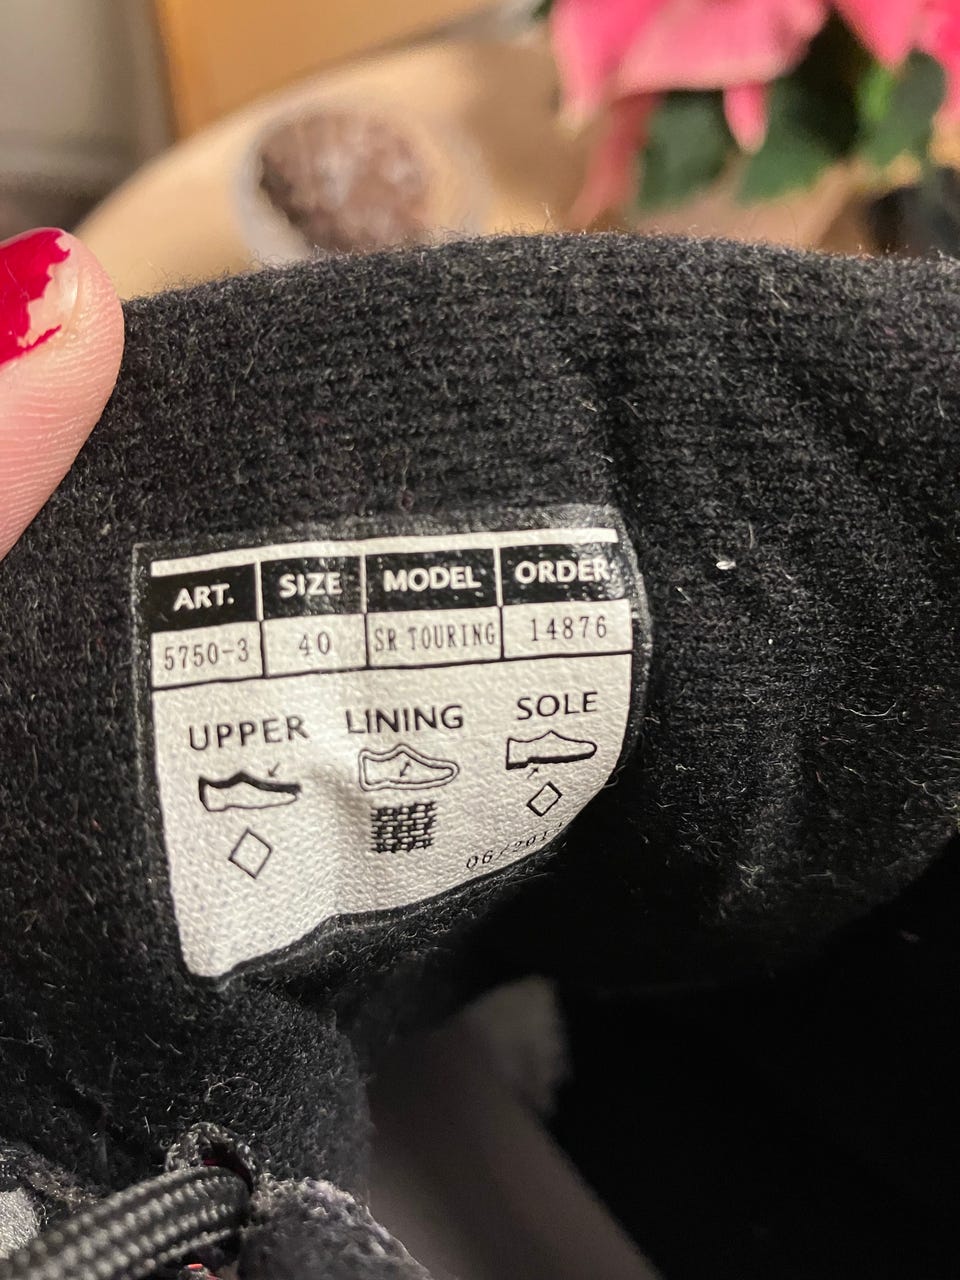 ART. SIZE MODEL ORDER
5750-3 40 SR TOURING 14876
UPPER LINING SOLE